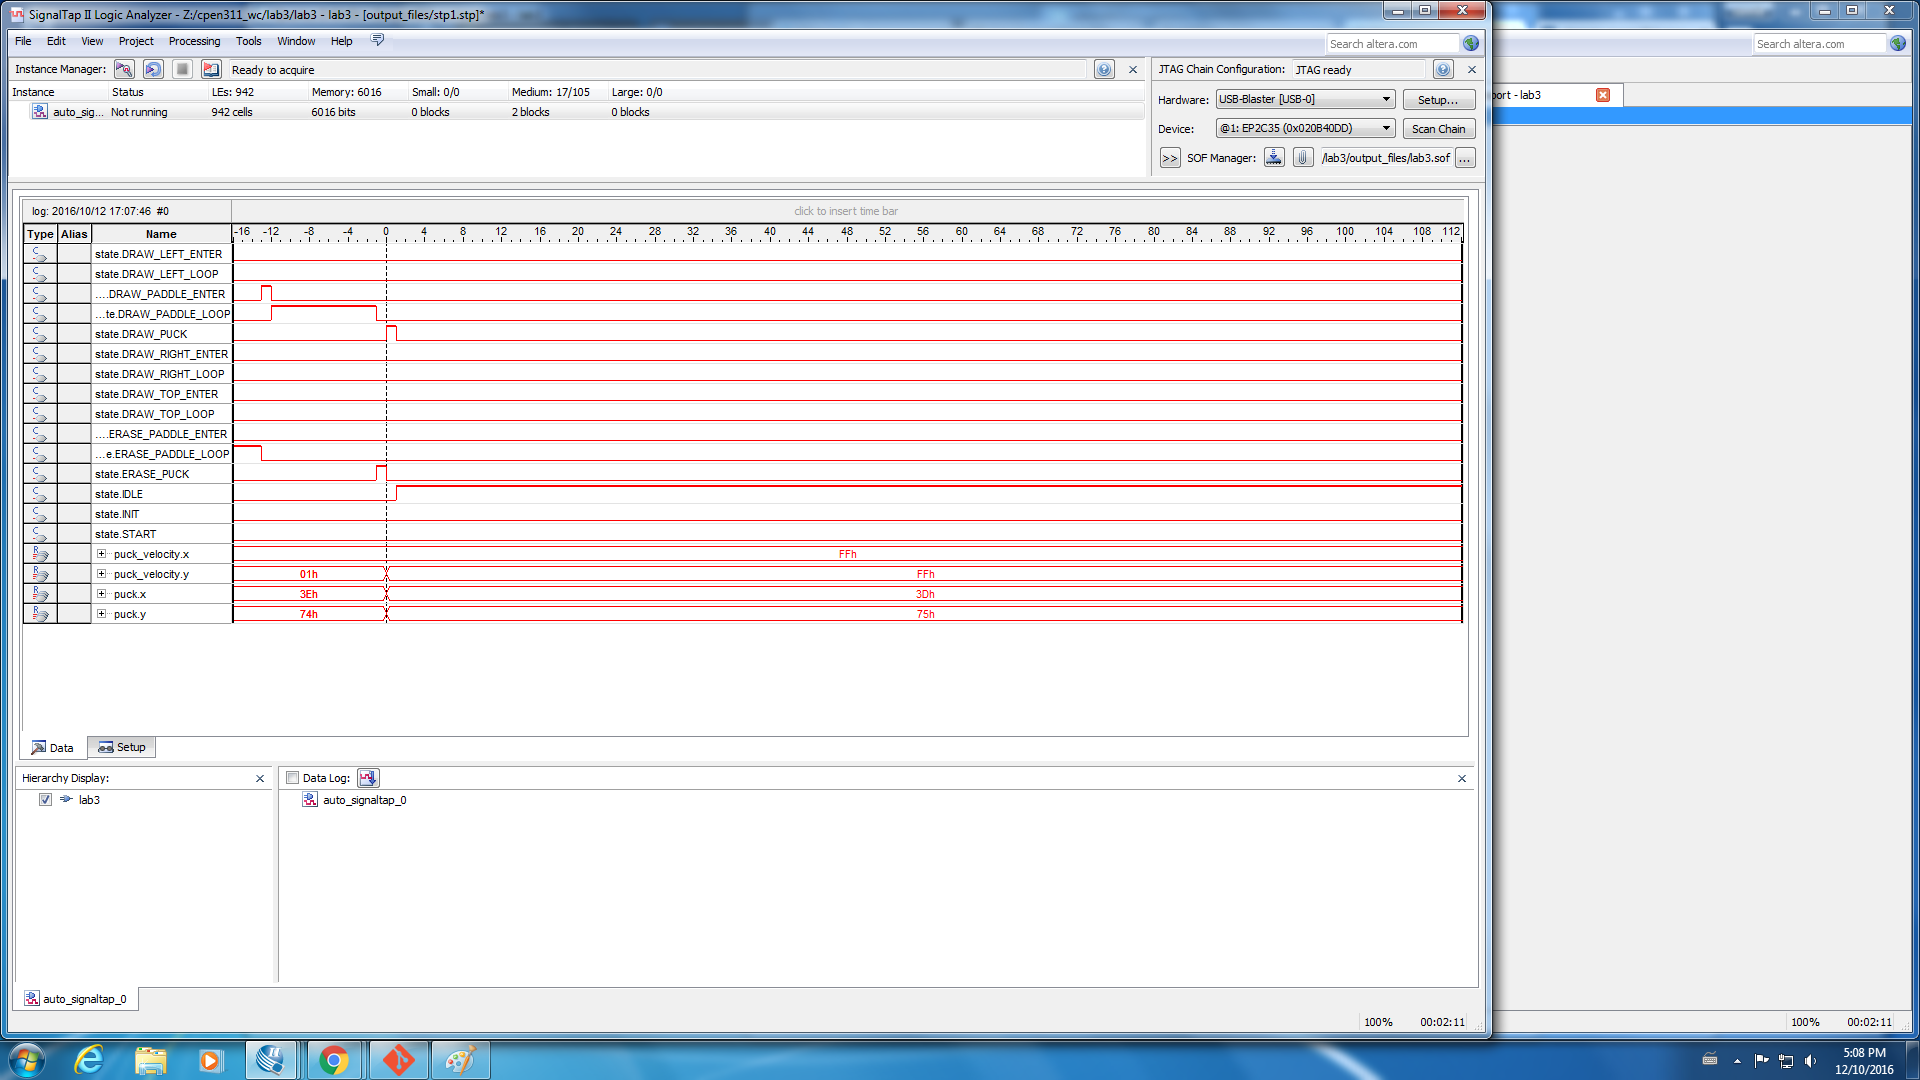 SignalTap II Logic Analyzer - Z:/cpen311_wc/lab3/lab3 - lab3 - [output_files/stp1.stp]*
File Edit View Project Processing Tools Window Help
Search altera.com
Search altera.com
Instance Manager: Ready to acquire
JTAG Chain Configuration: JTAG ready
Instance Status LEs: 942 Memory: 6016 Small: 0/0 Medium: 17/105 Large: 0/0
auto_sig... Not running 942 cells 6016 bits 0 blocks 2 blocks 0 blocks
Hardware: USB-Blaster [USB-0] Setup...
Device: @1: EP2C35 (0x020B40DD) Scan Chain
>> SOF Manager: /lab3/output_files/lab3.sof ...
ort - lab3
log: 2016/10/12 17:07:46 #0
click to insert time bar
Type Alias Name
-16 -12 -8 -4 0 4 8 12 16 20 24 28 32 36 40 44 48 52 56 60 64 68 72 76 80 84 88 92 96 100 104 108 112
state.DRAW_LEFT_ENTER
state.DRAW_LEFT_LOOP
....DRAW_PADDLE_ENTER
...te.DRAW_PADDLE_LOOP
state.DRAW_PUCK
state.DRAW_RIGHT_ENTER
state.DRAW_RIGHT_LOOP
state.DRAW_TOP_ENTER
state.DRAW_TOP_LOOP
....ERASE_PADDLE_ENTER
...e.ERASE_PADDLE_LOOP
state.ERASE_PUCK
state.IDLE
state.INIT
state.START
puck_velocity.x FFh
puck_velocity.y 01h FFh
puck.x 3Eh 3Dh
puck.y 74h 75h
Data Setup
Hierarchy Display:
lab3
Data Log:
auto_signaltap_0
auto_signaltap_0
100% 00:02:11
100% 00:02:11
5:08 PM
12/10/2016